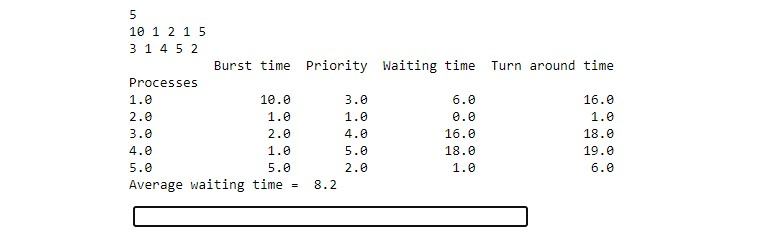 5
10 1 2 1 5
3 1 4 5 2
Burst time Priority Waiting time Turn around time
Processes
1.0 10.0 3.0 6.0 16.0
2.0 1.0 1.0 0.0 1.0
3.0 2.0 4.0 16.0 18.0
4.0 1.0 5.0 18.0 19.0
5.0 5.0 2.0 1.0 6.0
Average waiting time = 8.2